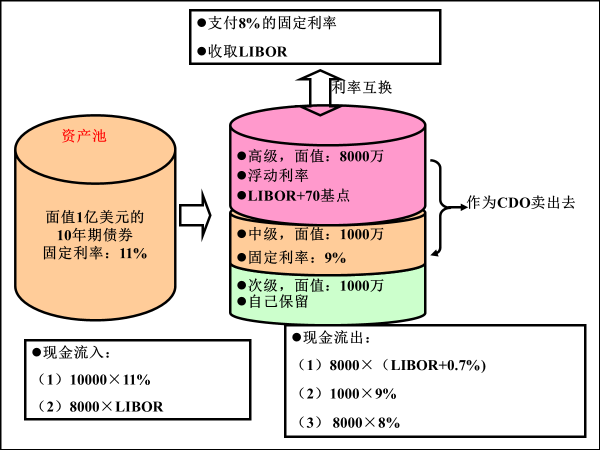 ●支付8%的固定利率
●收取LIBOR
利率互换
资产池
面值1亿美元的
10年期债券
固定利率：11%
●高级，面值：8000万
●浮动利率
●LIBOR+70基点
●中级，面值：1000万
●固定利率：9%
●次级，面值：1000万
●自己保留
作为CDO卖出去
●现金流入：
（1）10000×11%
（2）8000×LIBOR
●现金流出：
（1）8000×（LIBOR+0.7%)
（2）1000×9%
（3） 8000×8%